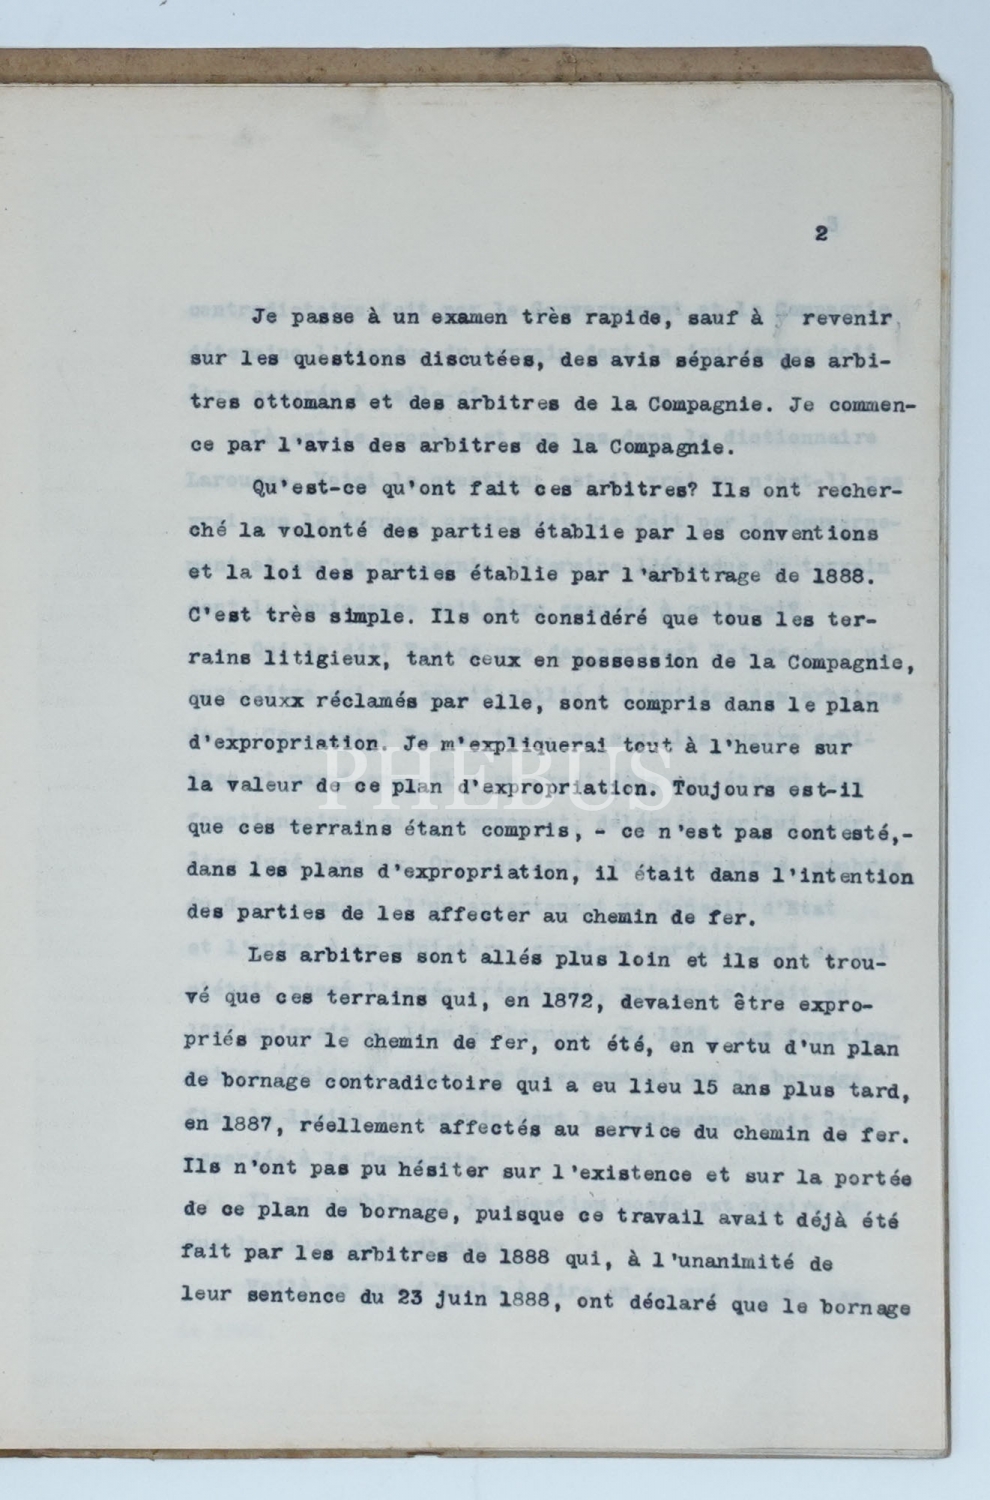 2
Je passe à un examen très rapide, sauf à revenir
sur les questions discutées, des avis séparés des arbi-
tres ottomans et des arbitres de la Compagnie. Je commen-
ce par l'avis des arbitres de la Compagnie.
Qu'est-ce qu'ont fait ces arbitres? Ils ont recher-
ché la volonté des parties établie par les conventions
et la loi des parties établie par l'arbitrage de 1888.
C'est très simple. Ils ont considéré que tous les ter-
rains litigieux, tant ceux en possession de la Compagnie,
que ceuxx réclamés par elle, sont compris dans le plan
d'expropriation. Je m'expliquerai tout à l'heure sur
PHEBUS
la valeur de ce plan d'expropriation. Toujours est-il
que ces terrains étant compris, - ce n'est pas contesté,-
dans les plans d'expropriation, il était dans l'intention
des parties de les affecter au chemin de fer.
Les arbitres sont allés plus loin et ils ont trou-
vé que ces terrains qui, en 1872, devaient être expro-
priés pour le chemin de fer, ont été, en vertu d'un plan
de bornage contradictoire qui a eu lieu 15 ans plus tard,
en 1887, réellement affectés au service du chemin de fer.
Ils n'ont pas pu hésiter sur l'existence et sur la portée
de ce plan de bornage, puisque ce travail avait déjà été
fait par les arbitres de 1888 qui, à l'unanimité de
leur sentence du 23 juin 1888, ont déclaré que le bornage